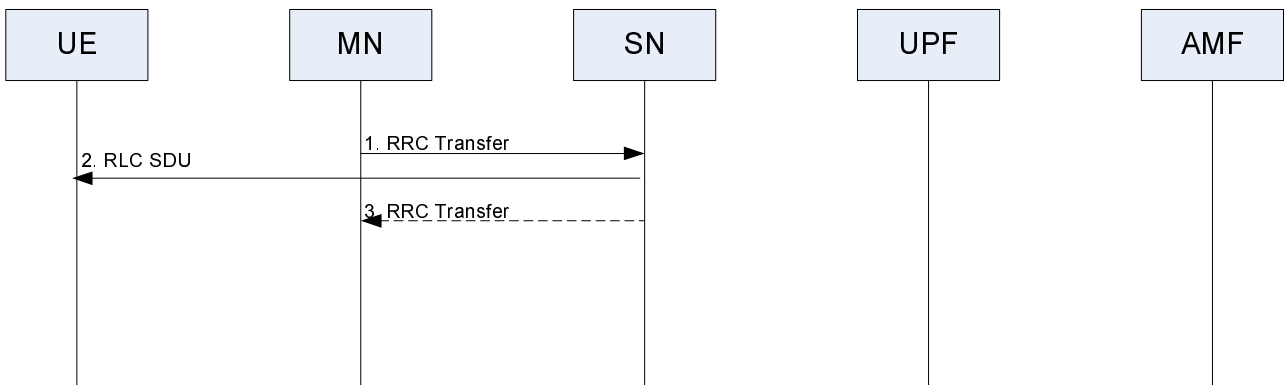 UE
MN
SN
UPF
AMF
1. RRC Transfer
2. RLC SDU
3. RRC Transfer